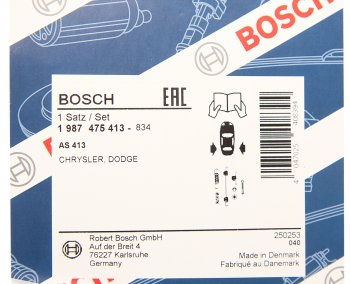 BOSCH
BOSCH
EAC
1 Satz / Set
1 987 475 413 - 834
AS 413
CHRYSLER, DODGE
BOSCH
Robert Bosch GmbH
Auf der Breit 4
76227 Karlsruhe
Germany
250253
040
Made in Denmark
Fabriqué au Danemark